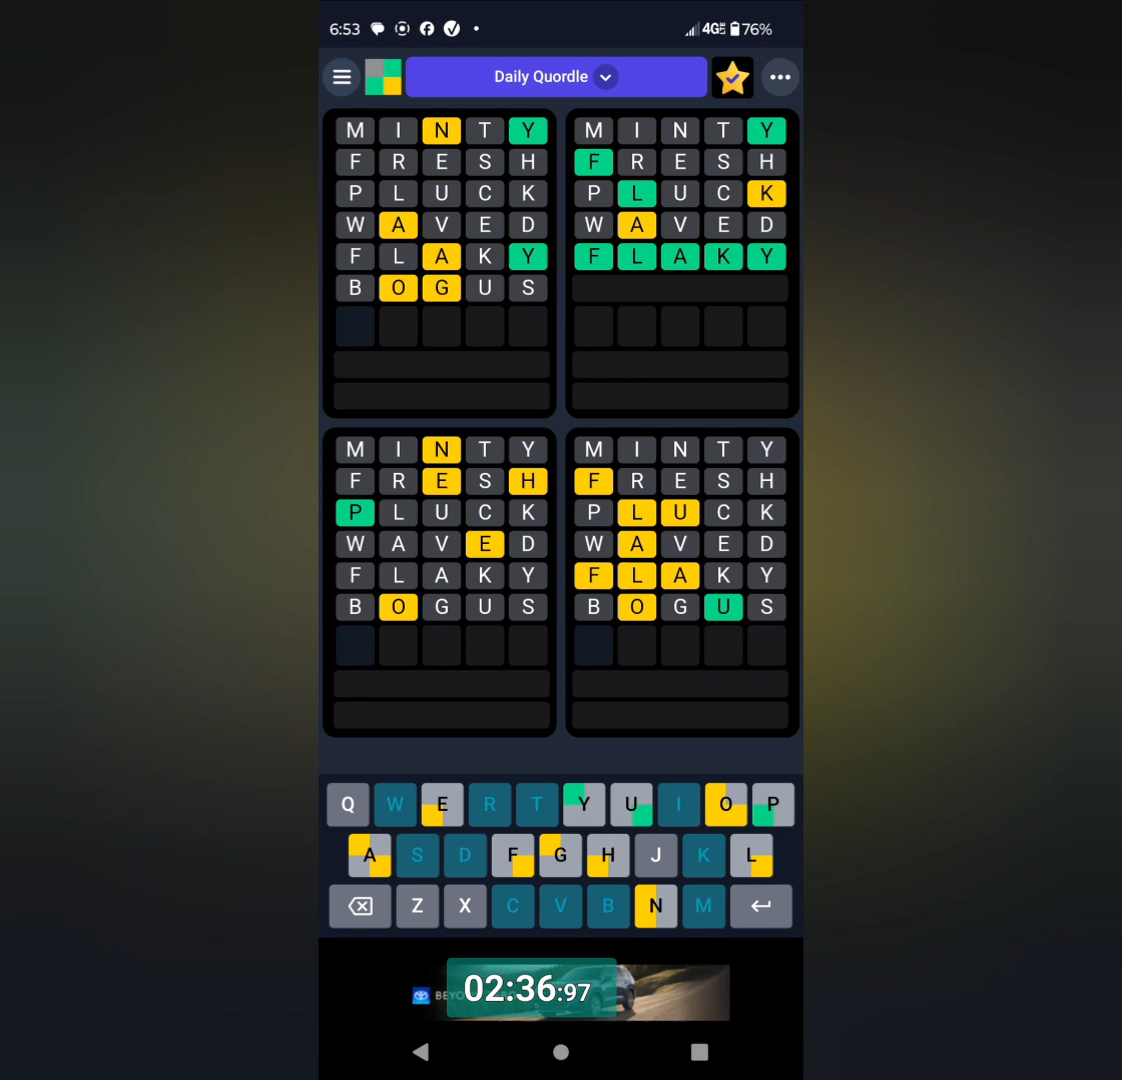 6:53 4GE 76%
Daily Quordle
MINTY MINTY
FRESH FRESH
PLUCK PLUCK
WAVED WAVED
FLAKY FLAKY
BOGUS
MINTY MINTY
FRESH FRESH
PLUCK PLUCK
WAVED WAVED
FLAKY FLAKY
BOGUS BOGUS
Q W E R T Y U I O P
A S D F G H J K L
Z X C V B N M
02:36:97